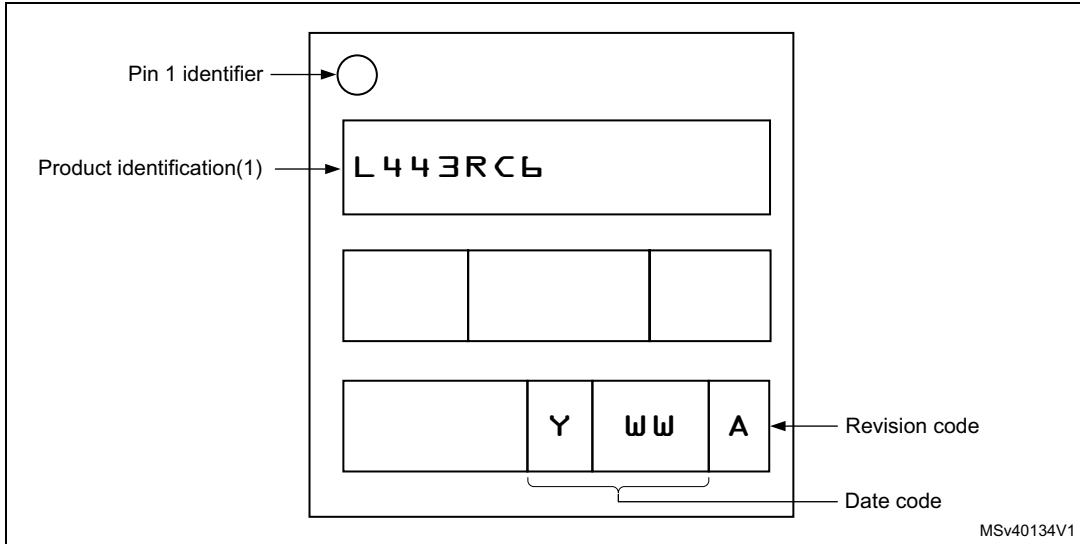 Pin 1 identifier
Product identification(1)
L443RC6
Y WW A
Revision code
Date code
MSv40134V1